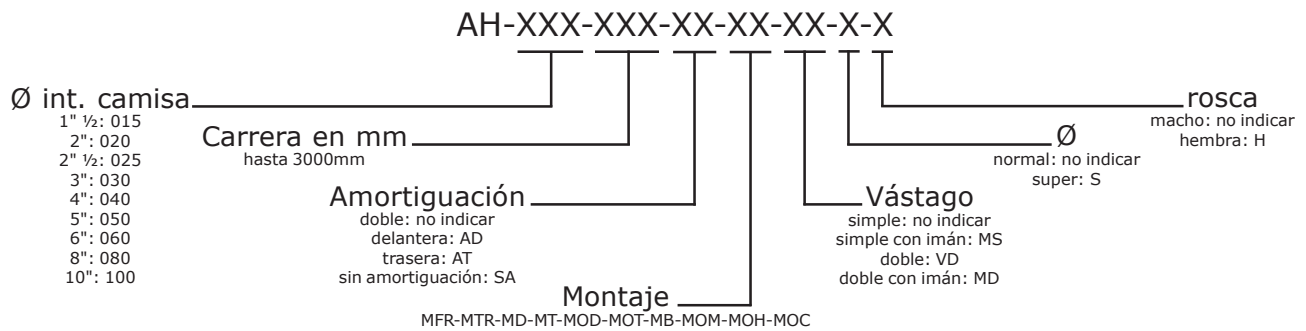 AH-XXX-XXX-XX-XX-XX-X-X
Ø int. camisa
1" ½: 015
2": 020
2" ½: 025
3": 030
4": 040
5": 050
6": 060
8": 080
10": 100
Carrera en mm
hasta 3000mm
Amortiguación
doble: no indicar
delantera: AD
trasera: AT
sin amortiguación: SA
Montaje
MFR-MTR-MD-MT-MOD-MOT-MB-MOM-MOH-MOC
Vástago
simple: no indicar
simple con imán: MS
doble: VD
doble con imán: MD
Ø
normal: no indicar
super: S
rosca
macho: no indicar
hembra: H